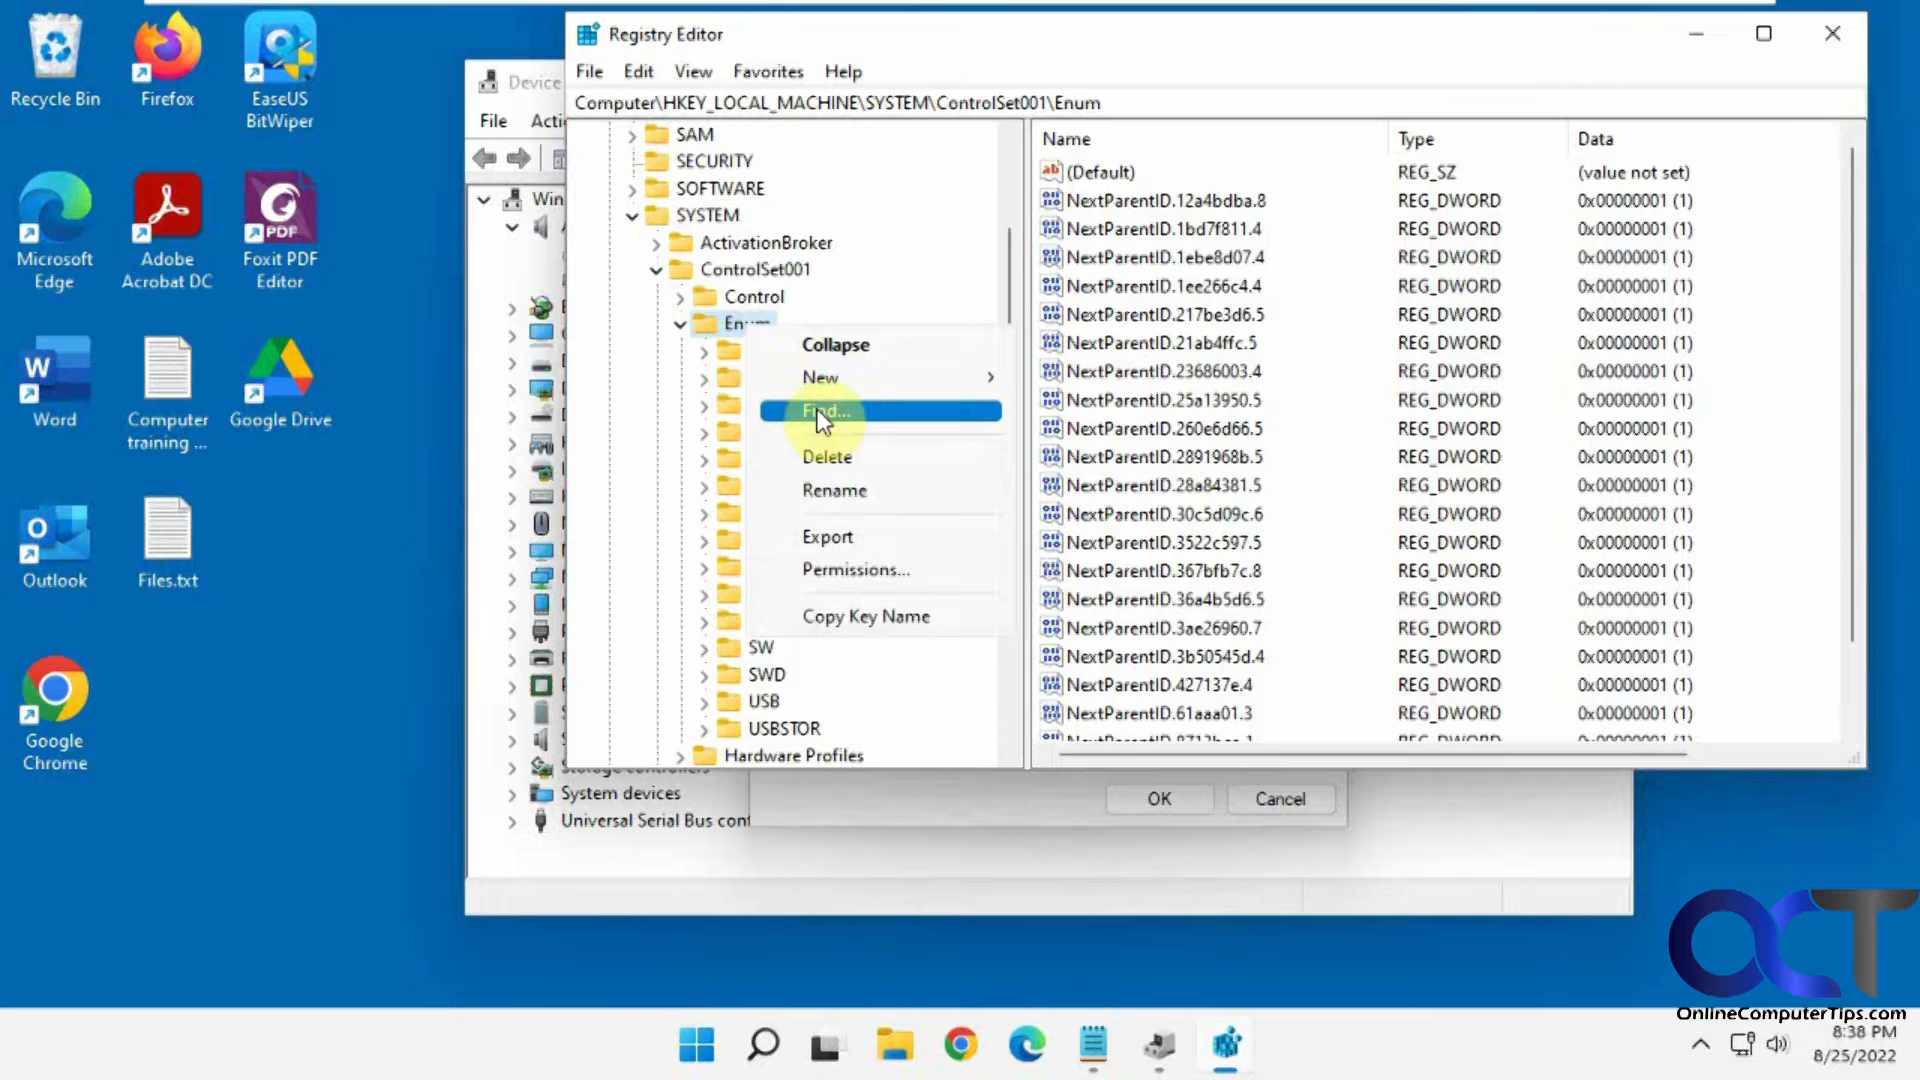 Recycle Bin
Firefox
EaseUS
BitWiper
Microsoft
Edge
Adobe
Acrobat DC
PDF
Foxit PDF
Editor
Word
Computer
training ...
Google Drive
Outlook
Files.txt
Google
Chrome
Device
File
Win
System devices
OK
Cancel
Registry Editor
File Edit View Favorites Help
Computer\HKEY_LOCAL_MACHINE\SYSTEM\ControlSet001\Enum
SAM
SECURITY
SOFTWARE
SYSTEM
ActivationBroker
ControlSet001
Control
Enum
SW
SWD
USB
USBSTOR
Hardware Profiles
Collapse
New
Find...
Delete
Rename
Export
Permissions...
Copy Key Name
Name Type Data
(Default) REG_SZ (value not set)
NextParentID.12a4bdba.8 REG_DWORD 0x00000001 (1)
NextParentID.1bd7f811.4 REG_DWORD 0x00000001 (1)
NextParentID.1ebe8d07.4 REG_DWORD 0x00000001 (1)
NextParentID.1ee266c4.4 REG_DWORD 0x00000001 (1)
NextParentID.217be3d6.5 REG_DWORD 0x00000001 (1)
NextParentID.21ab4ffc.5 REG_DWORD 0x00000001 (1)
NextParentID.23686003.4 REG_DWORD 0x00000001 (1)
NextParentID.25a13950.5 REG_DWORD 0x00000001 (1)
NextParentID.260e6d66.5 REG_DWORD 0x00000001 (1)
NextParentID.2891968b.5 REG_DWORD 0x00000001 (1)
NextParentID.28a84381.5 REG_DWORD 0x00000001 (1)
NextParentID.30c5d09c.6 REG_DWORD 0x00000001 (1)
NextParentID.3522c597.5 REG_DWORD 0x00000001 (1)
NextParentID.367bfb7c.8 REG_DWORD 0x00000001 (1)
NextParentID.36a4b5d6.5 REG_DWORD 0x00000001 (1)
NextParentID.3ae26960.7 REG_DWORD 0x00000001 (1)
NextParentID.3b50545d.4 REG_DWORD 0x00000001 (1)
NextParentID.427137e.4 REG_DWORD 0x00000001 (1)
NextParentID.61aaa01.3 REG_DWORD 0x00000001 (1)
Universal Serial Bus cont
OCT
OnlineComputerTips.com
8:38 PM
8/25/2022